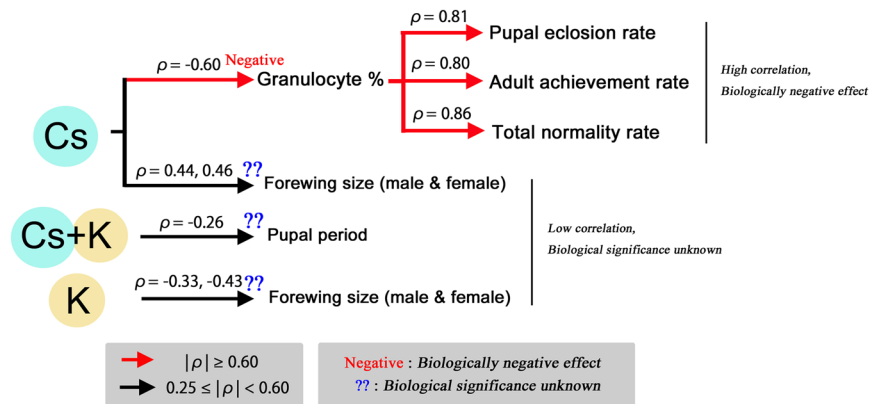 ρ = 0.81
Pupal eclosion rate
ρ = -0.60 Negative
Granulocyte %
ρ = 0.80
Adult achievement rate
High correlation,
Biologically negative effect
ρ = 0.86
Total normality rate
Cs
ρ = 0.44, 0.46 ??
Forewing size (male & female)
Cs+K
ρ = -0.26 ??
Pupal period
Low correlation,
Biological significance unknown
K
ρ = -0.33, -0.43 ??
Forewing size (male & female)
|ρ| ≥ 0.60
0.25 ≤ |ρ| < 0.60
Negative : Biologically negative effect
?? : Biological significance unknown